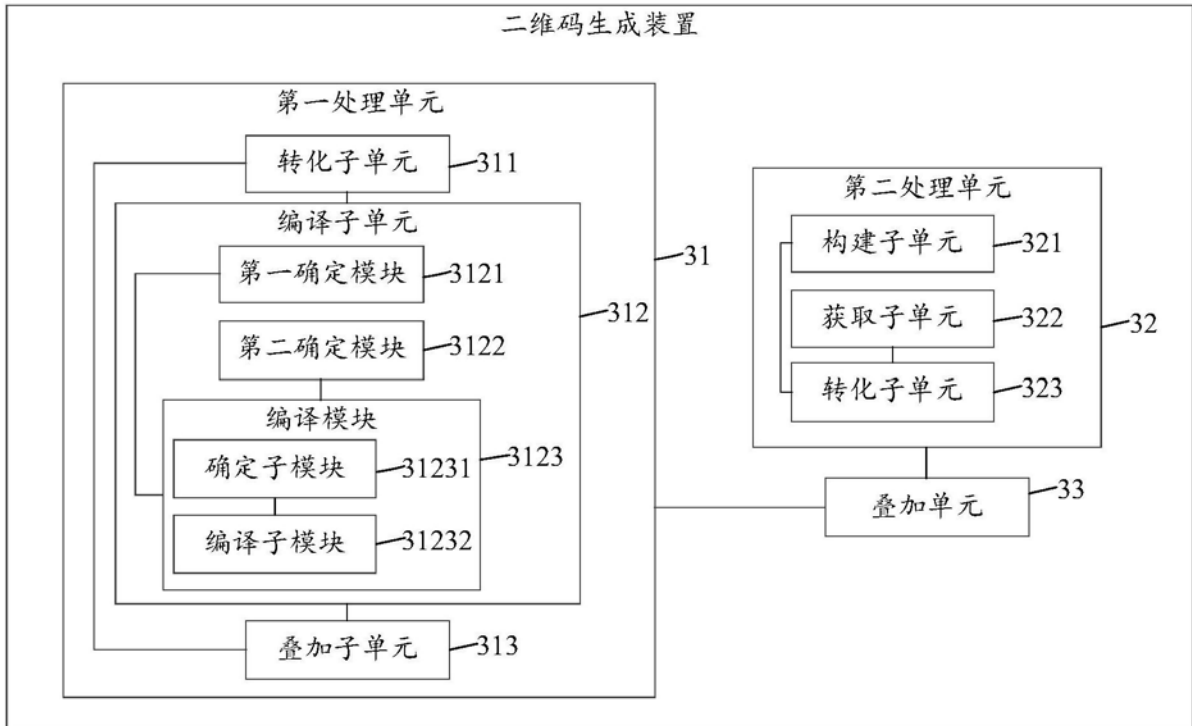 二维码生成装置
第一处理单元
转化子单元 311
编译子单元
第一确定模块 3121
第二确定模块 3122
编译模块
确定子模块 31231
编译子模块 31232
3123
312
叠加子单元 313
31
第二处理单元
构建子单元 321
获取子单元 322
转化子单元 323
32
叠加单元 33